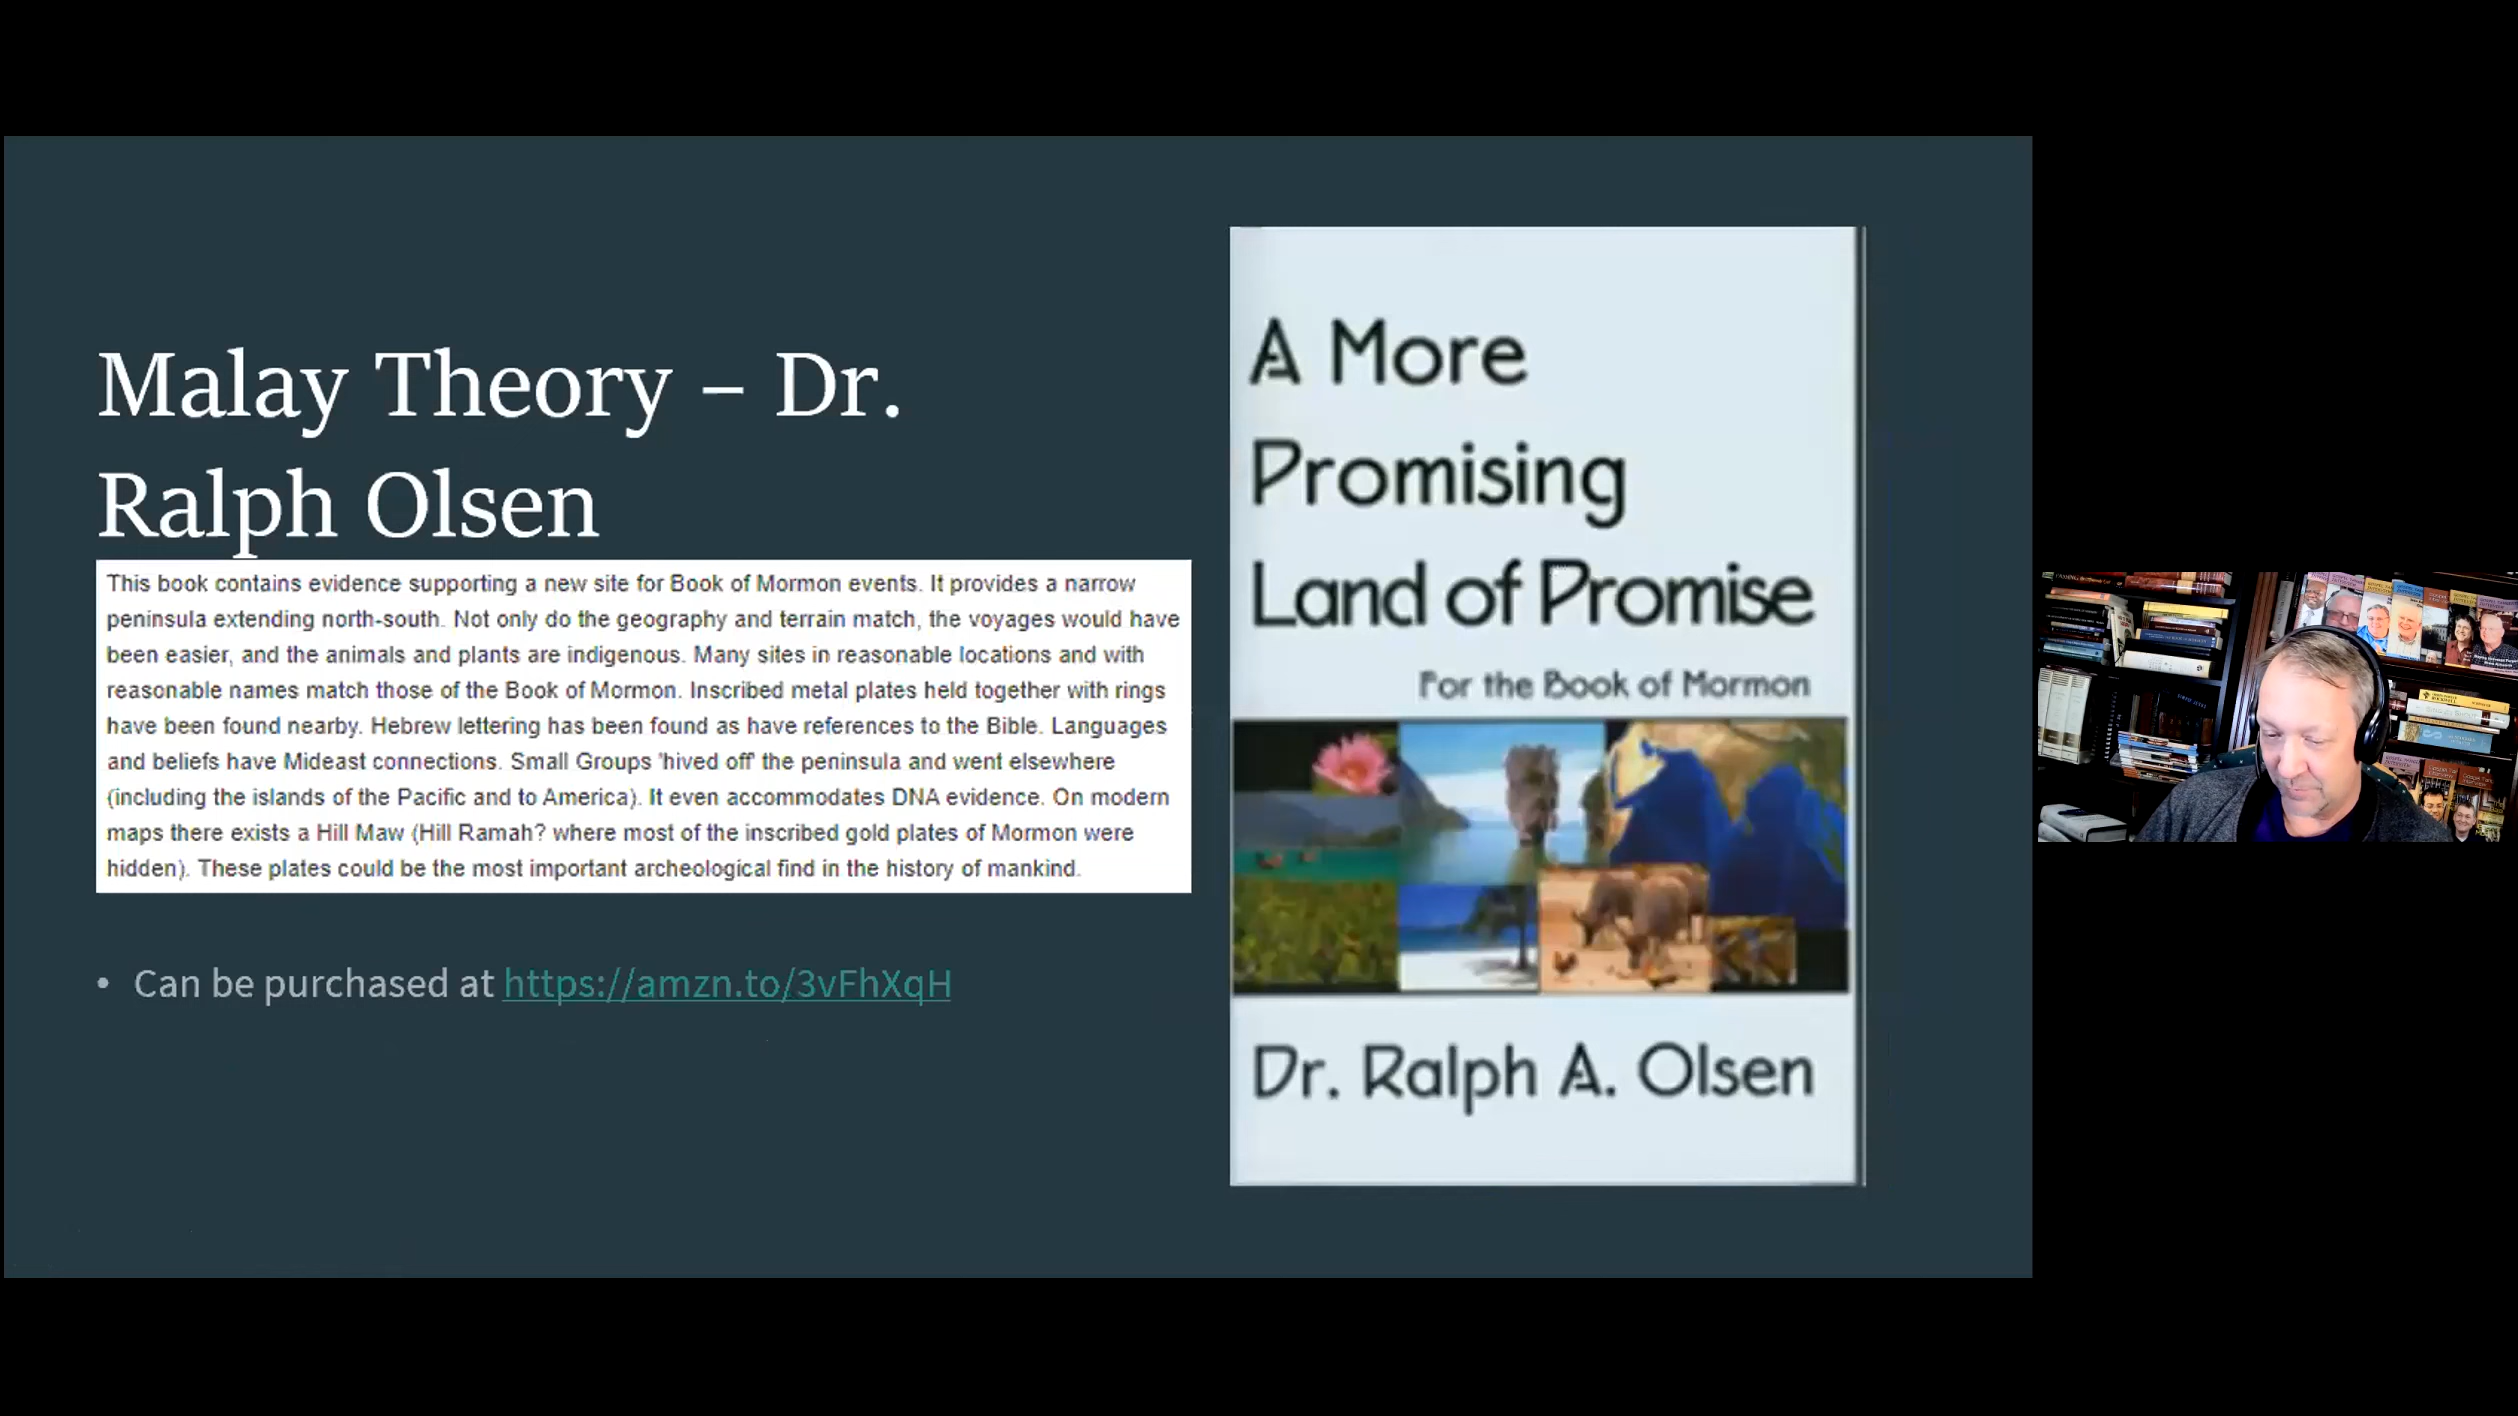 Malay Theory – Dr.
Ralph Olsen
This book contains evidence supporting a new site for Book of Mormon events. It provides a narrow
peninsula extending north-south. Not only do the geography and terrain match, the voyages would have
been easier, and the animals and plants are indigenous. Many sites in reasonable locations and with
reasonable names match those of the Book of Mormon. Inscribed metal plates held together with rings
have been found nearby. Hebrew lettering has been found as have references to the Bible. Languages
and beliefs have Mideast connections. Small Groups 'hived off' the peninsula and went elsewhere
(including the islands of the Pacific and to America). It even accommodates DNA evidence. On modern
maps there exists a Hill Maw (Hill Ramah? where most of the inscribed gold plates of Mormon were
hidden). These plates could be the most important archeological find in the history of mankind.
• Can be purchased at https://amzn.to/3vFhXqH
A More
Promising
Land of Promise
For the Book of Mormon
Dr. Ralph A. Olsen